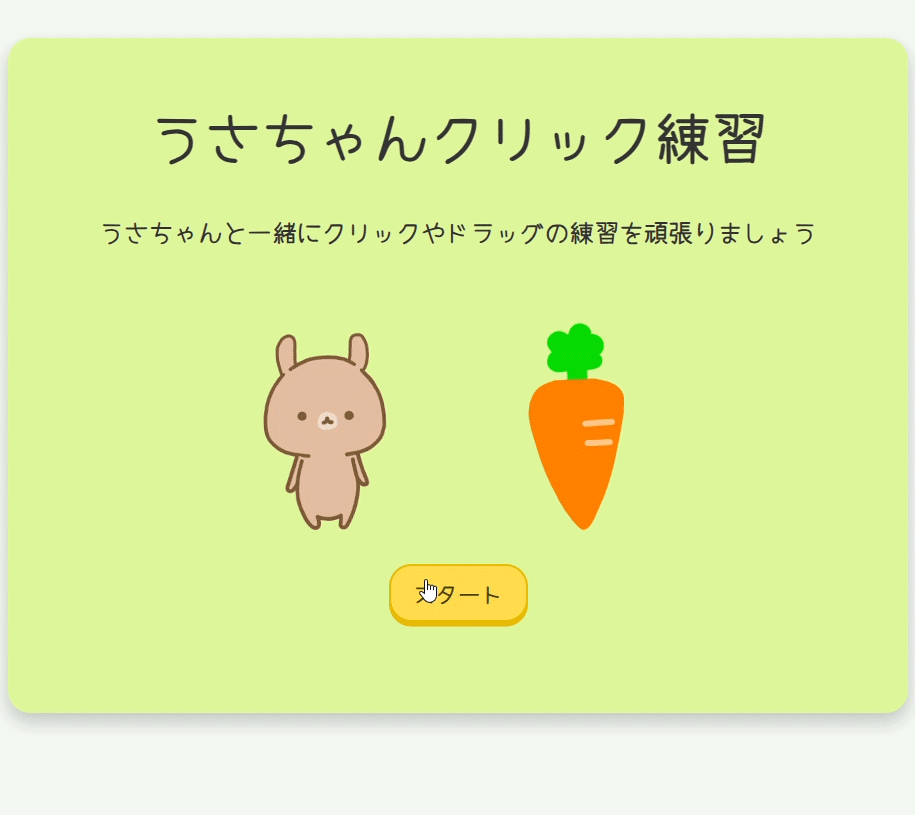 うさちゃんクリック練習
うさちゃんと一緒にクリックやドラッグの練習を頑張りましょう
スタート